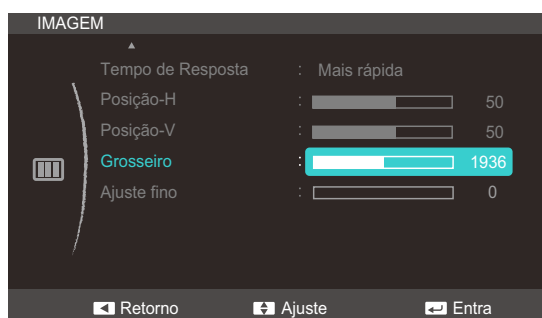 IMAGEM
Tempo de Resposta : Mais rápida
Posição-H : 50
Posição-V : 50
Grosseiro : 1936
Ajuste fino : 0
Retorno Ajuste Entra